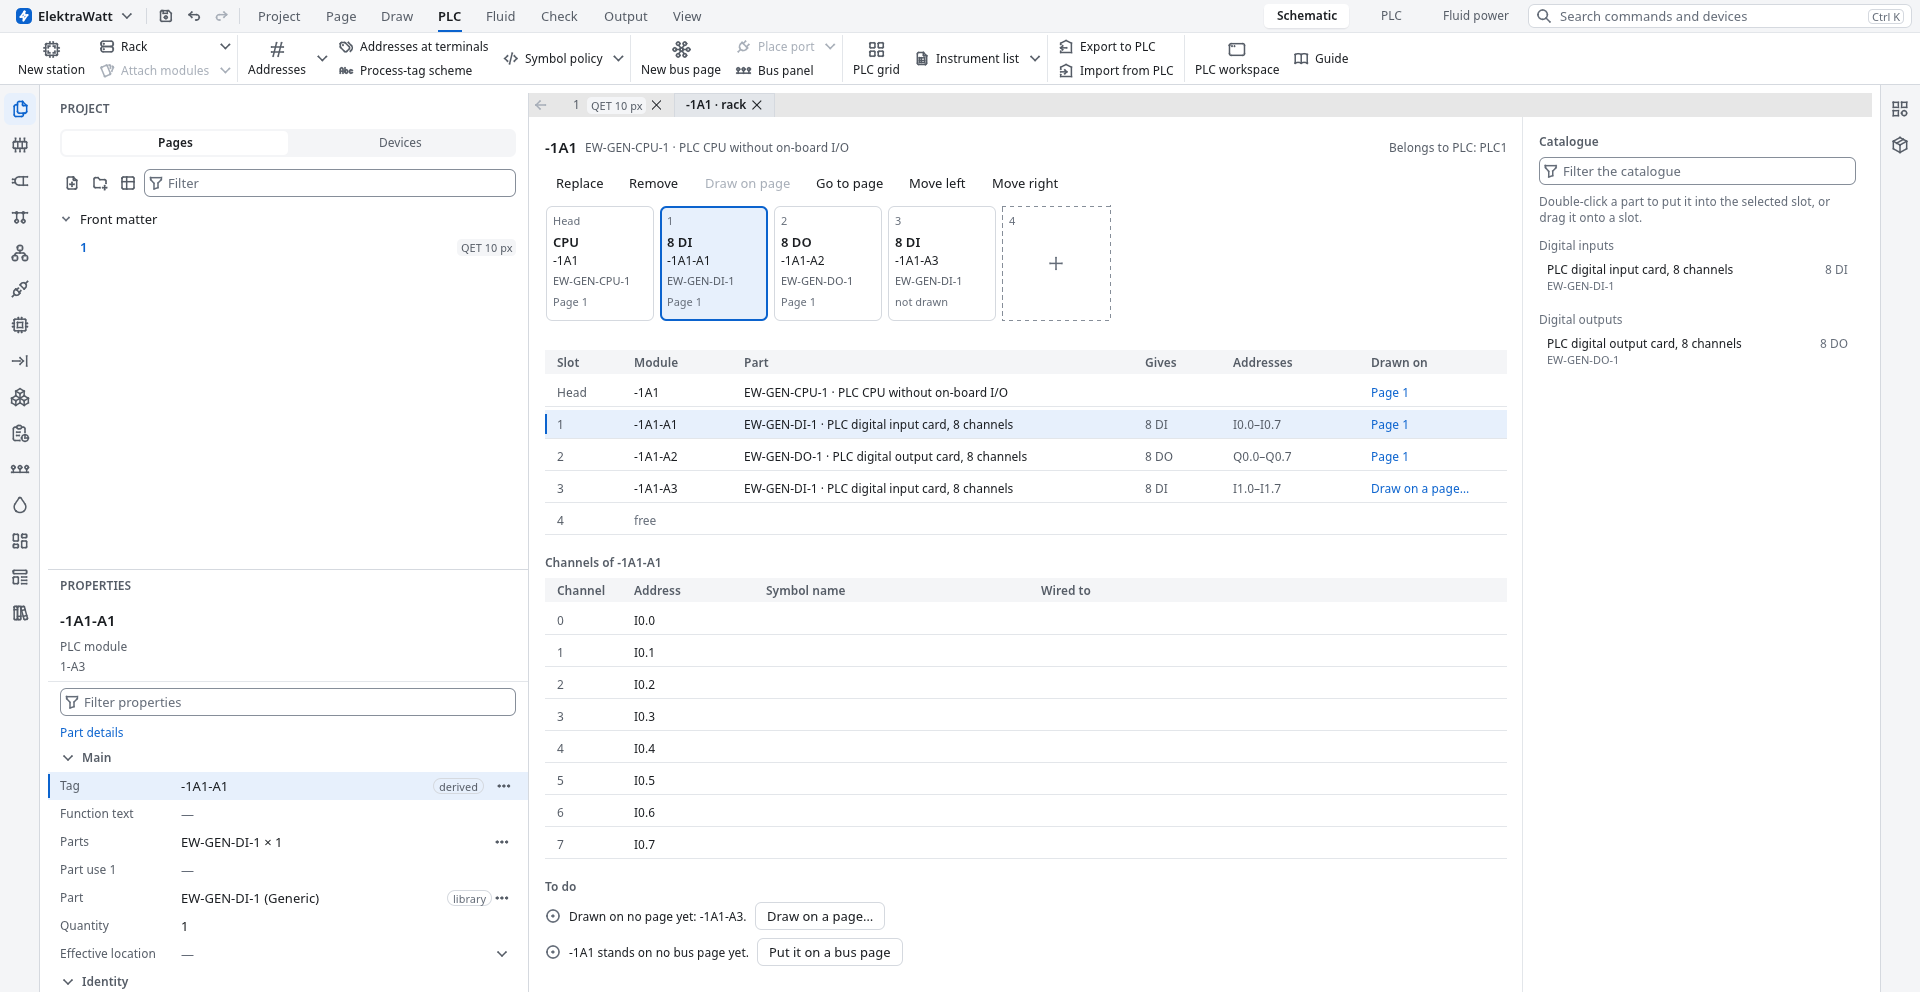 ElektraWatt
Project Page Draw PLC Fluid Check Output View
Schematic PLC Fluid power
Search commands and devices Ctrl K
New station
Rack
Attach modules
Addresses
Addresses at terminals
Process-tag scheme
Symbol policy
New bus page
Place port
Bus panel
PLC grid
Instrument list
Export to PLC
Import from PLC
PLC workspace
Guide
PROJECT
Pages Devices
Filter
Front matter
1 QET 10 px
PROPERTIES
-1A1-A1
PLC module
1-A3
Filter properties
Part details
Main
Tag -1A1-A1 derived
Function text —
Parts EW-GEN-DI-1 × 1
Part use 1 —
Part EW-GEN-DI-1 (Generic) library
Quantity 1
Effective location —
Identity
1 QET 10 px
-1A1 · rack
-1A1 EW-GEN-CPU-1 · PLC CPU without on-board I/O Belongs to PLC: PLC1
Replace Remove Draw on page Go to page Move left Move right
Head
CPU
-1A1
EW-GEN-CPU-1
Page 1
1
8 DI
-1A1-A1
EW-GEN-DI-1
Page 1
2
8 DO
-1A1-A2
EW-GEN-DO-1
Page 1
3
8 DI
-1A1-A3
EW-GEN-DI-1
not drawn
4
Slot Module Part Gives Addresses Drawn on
Head -1A1 EW-GEN-CPU-1 · PLC CPU without on-board I/O Page 1
1 -1A1-A1 EW-GEN-DI-1 · PLC digital input card, 8 channels 8 DI I0.0–I0.7 Page 1
2 -1A1-A2 EW-GEN-DO-1 · PLC digital output card, 8 channels 8 DO Q0.0–Q0.7 Page 1
3 -1A1-A3 EW-GEN-DI-1 · PLC digital input card, 8 channels 8 DI I1.0–I1.7 Draw on a page...
4 free
Channels of -1A1-A1
Channel Address Symbol name Wired to
0 I0.0
1 I0.1
2 I0.2
3 I0.3
4 I0.4
5 I0.5
6 I0.6
7 I0.7
To do
Drawn on no page yet: -1A1-A3. Draw on a page...
-1A1 stands on no bus page yet. Put it on a bus page
Catalogue
Filter the catalogue
Double-click a part to put it into the selected slot, or
drag it onto a slot.
Digital inputs
PLC digital input card, 8 channels 8 DI
EW-GEN-DI-1
Digital outputs
PLC digital output card, 8 channels 8 DO
EW-GEN-DO-1